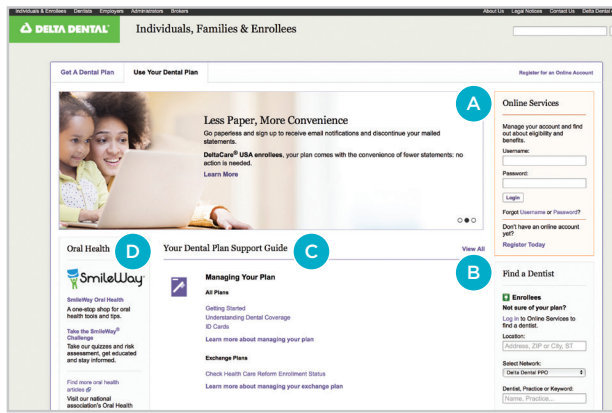 Individuals & Enrollees Dentists Employers Administrators Brokers
About Us Legal Notices Contact Us Delta Dental
DELTA DENTAL
Individuals, Families & Enrollees
Get A Dental Plan
Use Your Dental Plan
Register for an Online Account
Less Paper, More Convenience
Go paperless and sign up to receive email notifications and discontinue your mailed
statements.
DeltaCare® USA enrollees, your plan comes with the convenience of fewer statements: no
action is needed.
Learn More
A
Online Services
Manage your account and find
out about eligibility and
benefits.
Username:
Password:
Login
Forgot Username or Password?
Don't have an online account
yet?
Register Today
Oral Health
D
SmileWay
SmileWay Oral Health
A one-stop shop for oral
health tools and tips.
Take the SmileWay®
Challenge
Take our quizzes and risk
assessment, get educated
and stay informed.
Find more oral health
articles
Visit our national
association's Oral Health
Your Dental Plan Support Guide
C
View All
Managing Your Plan
All Plans
Getting Started
Understanding Dental Coverage
ID Cards
Learn more about managing your plan
Exchange Plans
Check Health Care Reform Enrollment Status
Learn more about managing your exchange plan
B
Find a Dentist
Enrollees
Not sure of your plan?
Log in to Online Services to
find a dentist.
Location:
Address, ZIP or City, ST
Select Network:
Delta Dental PPO
Dentist, Practice or Keyword:
Name, Practice...